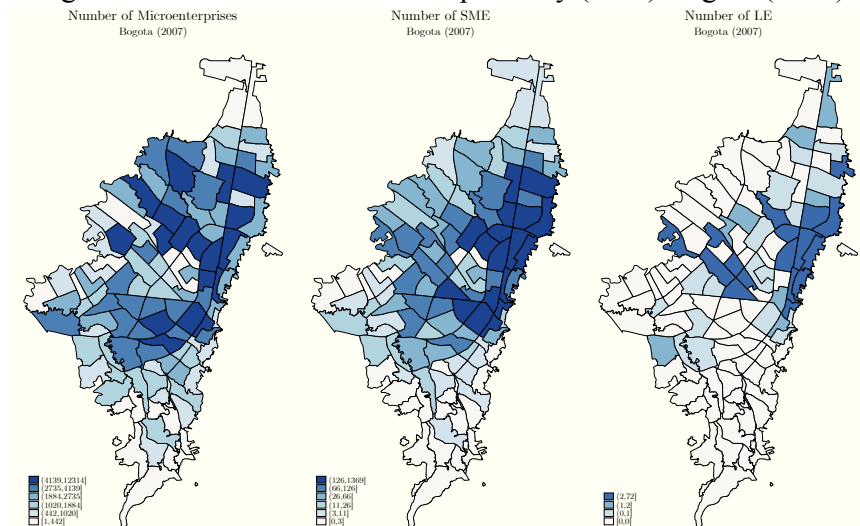 Number of Microenterprises
Bogota (2007)
(4139,12314]
(2735,4139]
(1884,2735]
(1020,1884]
(442,1020]
[1,442]
Number of SME
Bogota (2007)
(126,1369]
(66,126]
(26,66]
(11,26]
(3,11]
[0,3]
Number of LE
Bogota (2007)
(2,72]
(1,2]
(0,1]
[0,0]